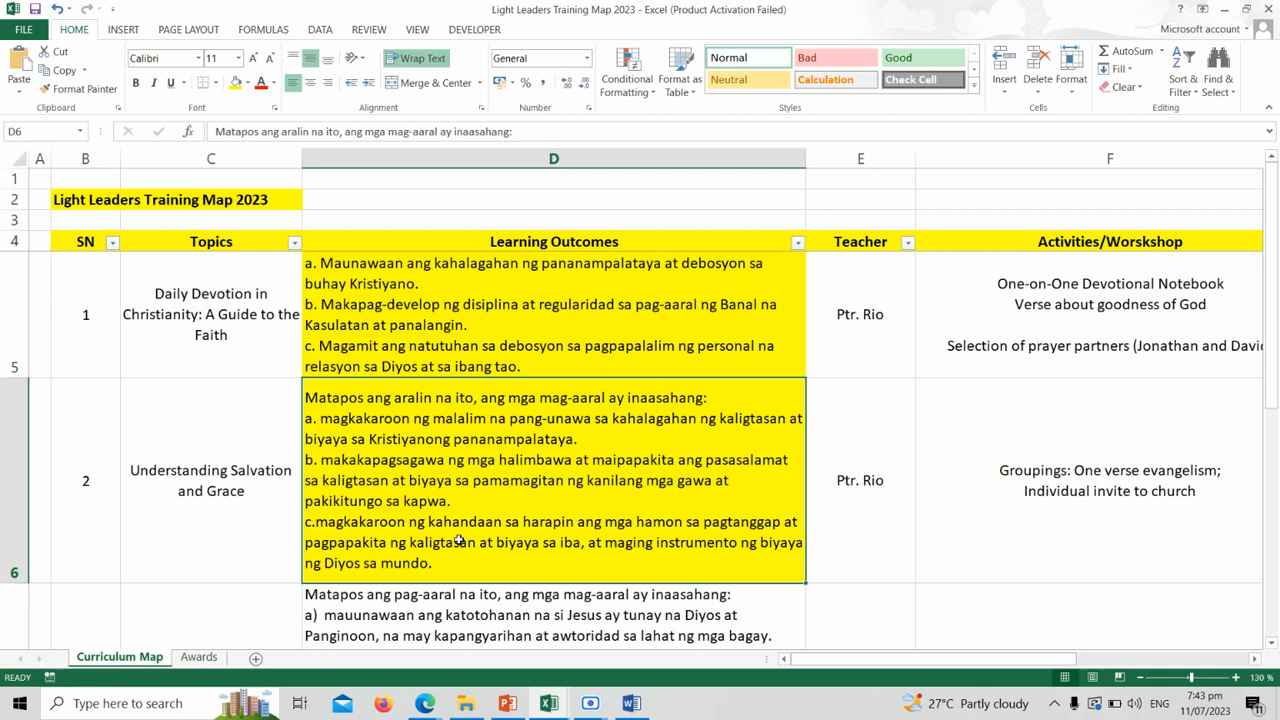 Light Leaders Training Map 2023 - Excel (Product Activation Failed)
FILE HOME INSERT PAGE LAYOUT FORMULAS DATA REVIEW VIEW DEVELOPER Microsoft account
Paste
Cut
Copy
Format Painter
Clipboard
Calibri 11
B I U
Font
Wrap Text
Merge & Center
Alignment
General
Number
Conditional Formatting
Format as Table
Normal Bad Good
Neutral Calculation Check Cell
Styles
Insert Delete Format
Cells
AutoSum
Fill
Clear
Sort & Filter
Find & Select
Editing
D6 fx Matapos ang aralin na ito, ang mga mag-aaral ay inaasahang:
A B C D E F
1
2 Light Leaders Training Map 2023
3
4 SN Topics Learning Outcomes Teacher Activities/Worskshop
5
1
Daily Devotion in
Christianity: A Guide to the
Faith
a. Maunawaan ang kahalagahan ng pananampalataya at debosyon sa
buhay Kristiyano.
b. Makapag-develop ng disiplina at regularidad sa pag-aaral ng Banal na
Kasulatan at panalangin.
c. Magamit ang natutuhan sa debosyon sa pagpapalalim ng personal na
relasyon sa Diyos at sa ibang tao.
Ptr. Rio
One-on-One Devotional Notebook
Verse about goodness of God
Selection of prayer partners (Jonathan and David
6
2
Understanding Salvation
and Grace
Matapos ang aralin na ito, ang mga mag-aaral ay inaasahang:
a. magkakaroon ng malalim na pang-unawa sa kahalagahan ng kaligtasan at
biyaya sa Kristiyanong pananampalataya.
b. makakapagsagawa ng mga halimbawa at maipapakita ang pasasalamat
sa kaligtasan at biyaya sa pamamagitan ng kanilang mga gawa at
pakikitungo sa kapwa.
c.magkakaroon ng kahandaan sa harapin ang mga hamon sa pagtanggap at
pagpapakita ng kaligtasan at biyaya sa iba, at maging instrumento ng biyaya
ng Diyos sa mundo.
Ptr. Rio
Groupings: One verse evangelism;
Individual invite to church
Matapos ang pag-aaral na ito, ang mga mag-aaral ay inaasahang:
a) mauunawaan ang katotohanan na si Jesus ay tunay na Diyos at
Panginoon, na may kapangyarihan at awtoridad sa lahat ng mga bagay.
Curriculum Map Awards
READY 130 %
Type here to search
27°C Partly cloudy
ENG
7:43 pm
11/07/2023
11